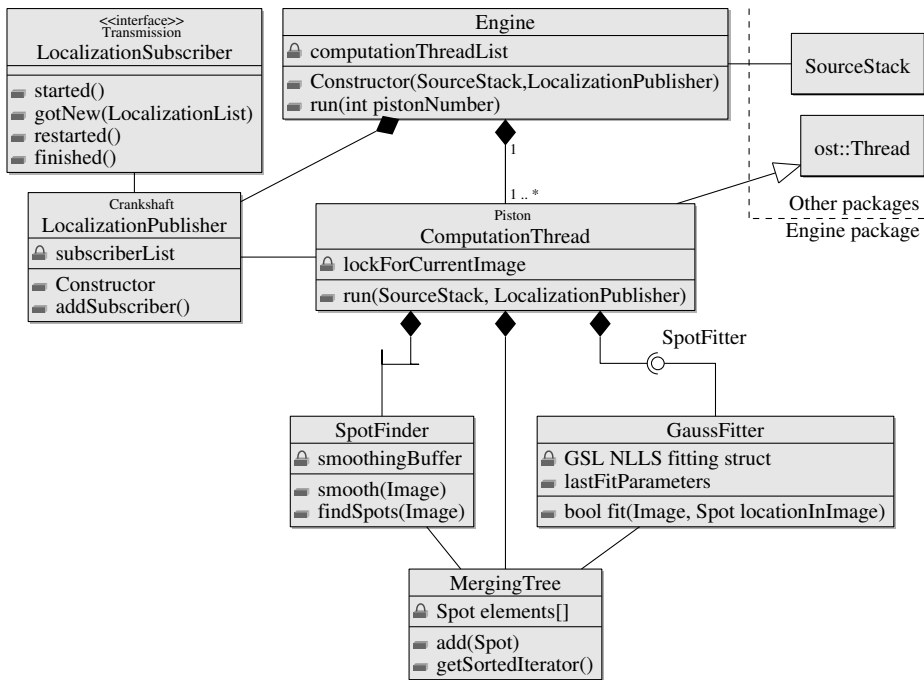 <<interface>>
Transmission
LocalizationSubscriber
started()
gotNew(LocalizationList)
restarted()
finished()
Engine
computationThreadList
Constructor(SourceStack,LocalizationPublisher)
run(int pistonNumber)
SourceStack
ost::Thread
Other packages
Engine package
1
1 .. *
Crankshaft
LocalizationPublisher
subscriberList
Constructor
addSubscriber()
Piston
ComputationThread
lockForCurrentImage
run(SourceStack, LocalizationPublisher)
SpotFitter
SpotFinder
smoothingBuffer
smooth(Image)
findSpots(Image)
GaussFitter
GSL NLLS fitting struct
lastFitParameters
bool fit(Image, Spot locationInImage)
MergingTree
Spot elements[]
add(Spot)
getSortedIterator()